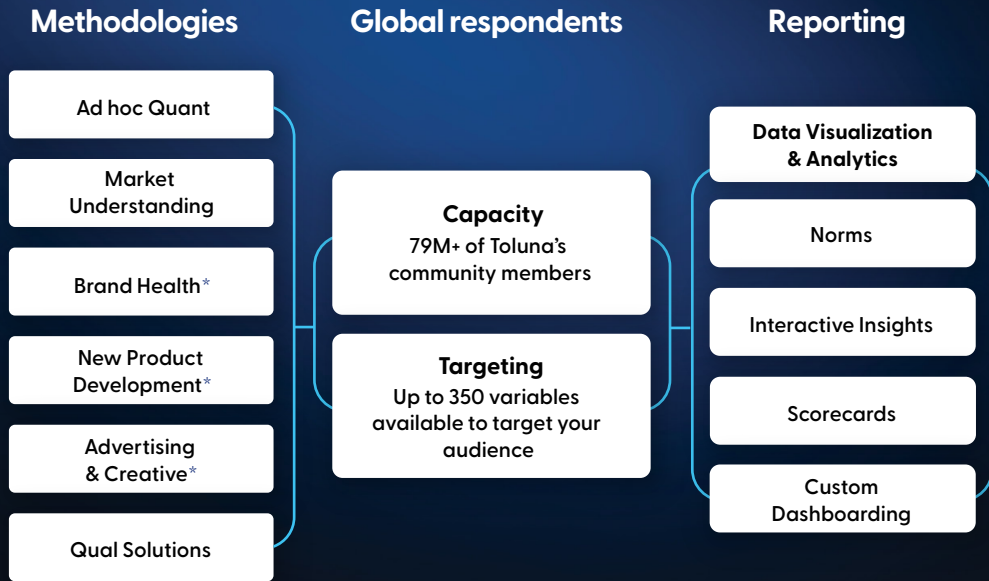 Methodologies
Ad hoc Quant
Market
Understanding
Brand Health*
New Product
Development*
Advertising
& Creative*
Qual Solutions
Global respondents
Capacity
79M+ of Toluna’s
community members
Targeting
Up to 350 variables
available to target your
audience
Reporting
Data Visualization
& Analytics
Norms
Interactive Insights
Scorecards
Custom
Dashboarding